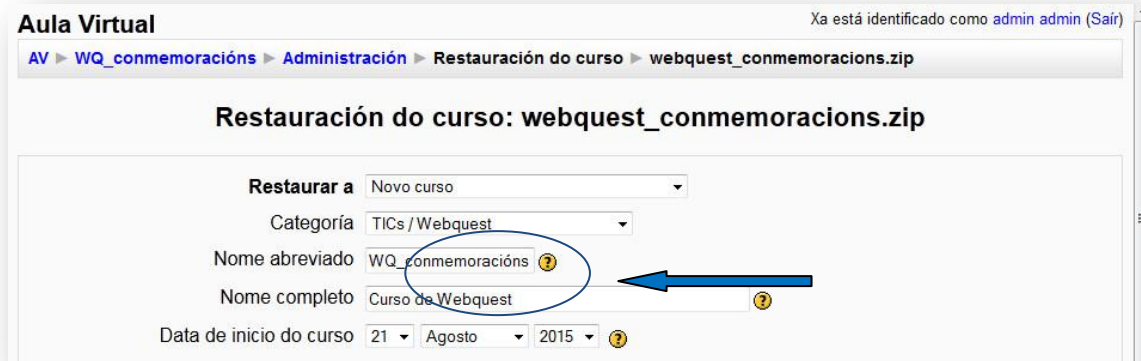 Aula Virtual
Xa está identificado como admin admin (Saír)
AV ► WQ_conmemoracións ► Administración ► Restauración do curso ► webquest_conmemoracions.zip
Restauración do curso: webquest_conmemoracions.zip
Restaurar a Novo curso
Categoría TICs / Webquest
Nome abreviado WQ_conmemoracións ?
Nome completo Curso de Webquest ?
Data de inicio do curso 21 Agosto 2015 ?